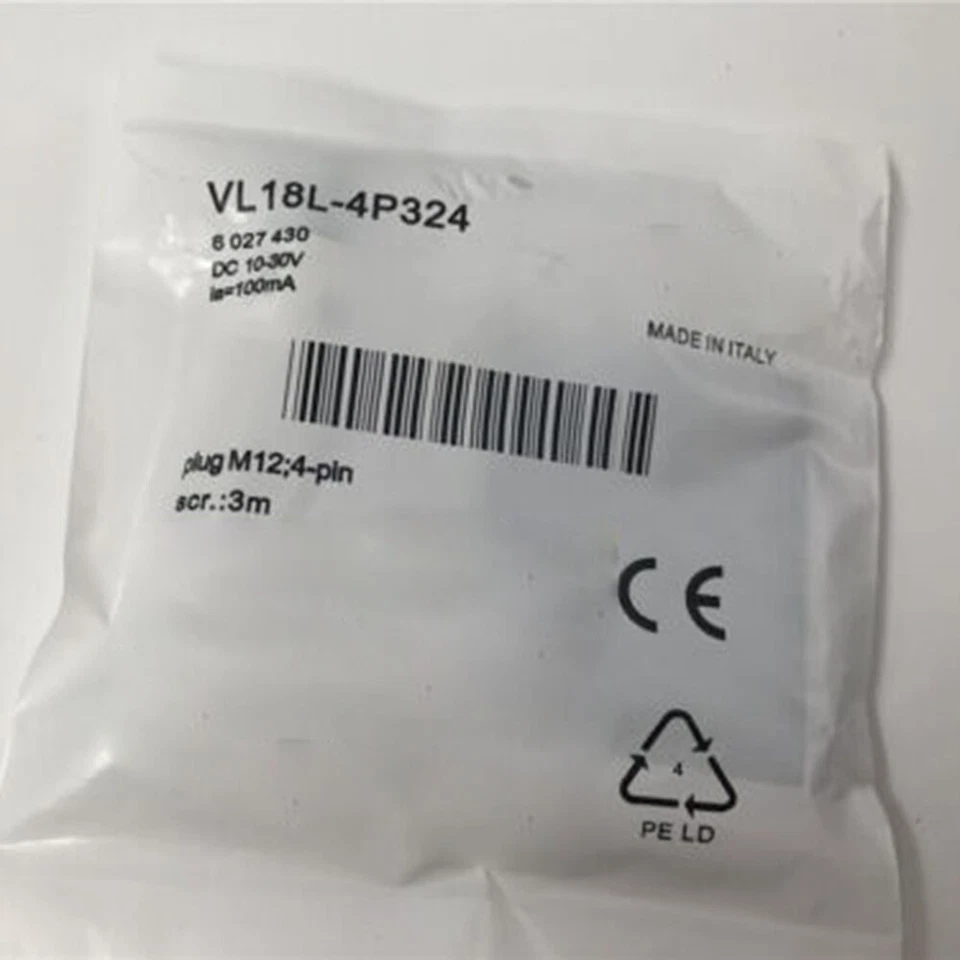 VL18L-4P324
6 027 430
DC 10-30V
Ie=100mA
MADE IN ITALY
plug M12;4-pin
scr.:3m
CE
4
PE LD